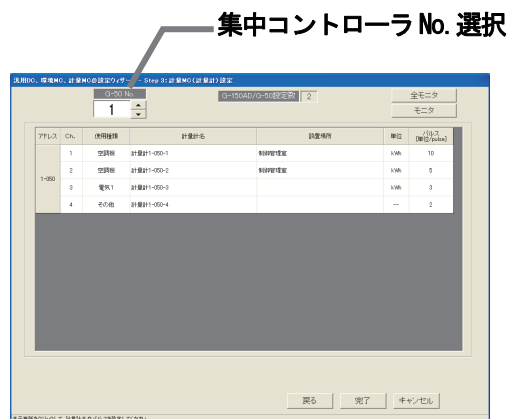 集中コントローラNo.選択
汎用DC、環境MC、計量MCの設定ウィザード - Step 3:計量MC(計量計)設定
G-50 No.
1
G-150AD/G-50設定数 2
全モニタ
モニタ
アドレス Ch. 使用種類 計量計名 設置場所 単位 パルス [単位/pulse]
1-050
1 空調機 計量計1-050-1 制御管理室 kWh 10
2 空調機 計量計1-050-2 制御管理室 kWh 5
3 電気1 計量計1-050-3 kWh 3
4 その他 計量計1-050-4 -- 2
戻る 完了 キャンセル